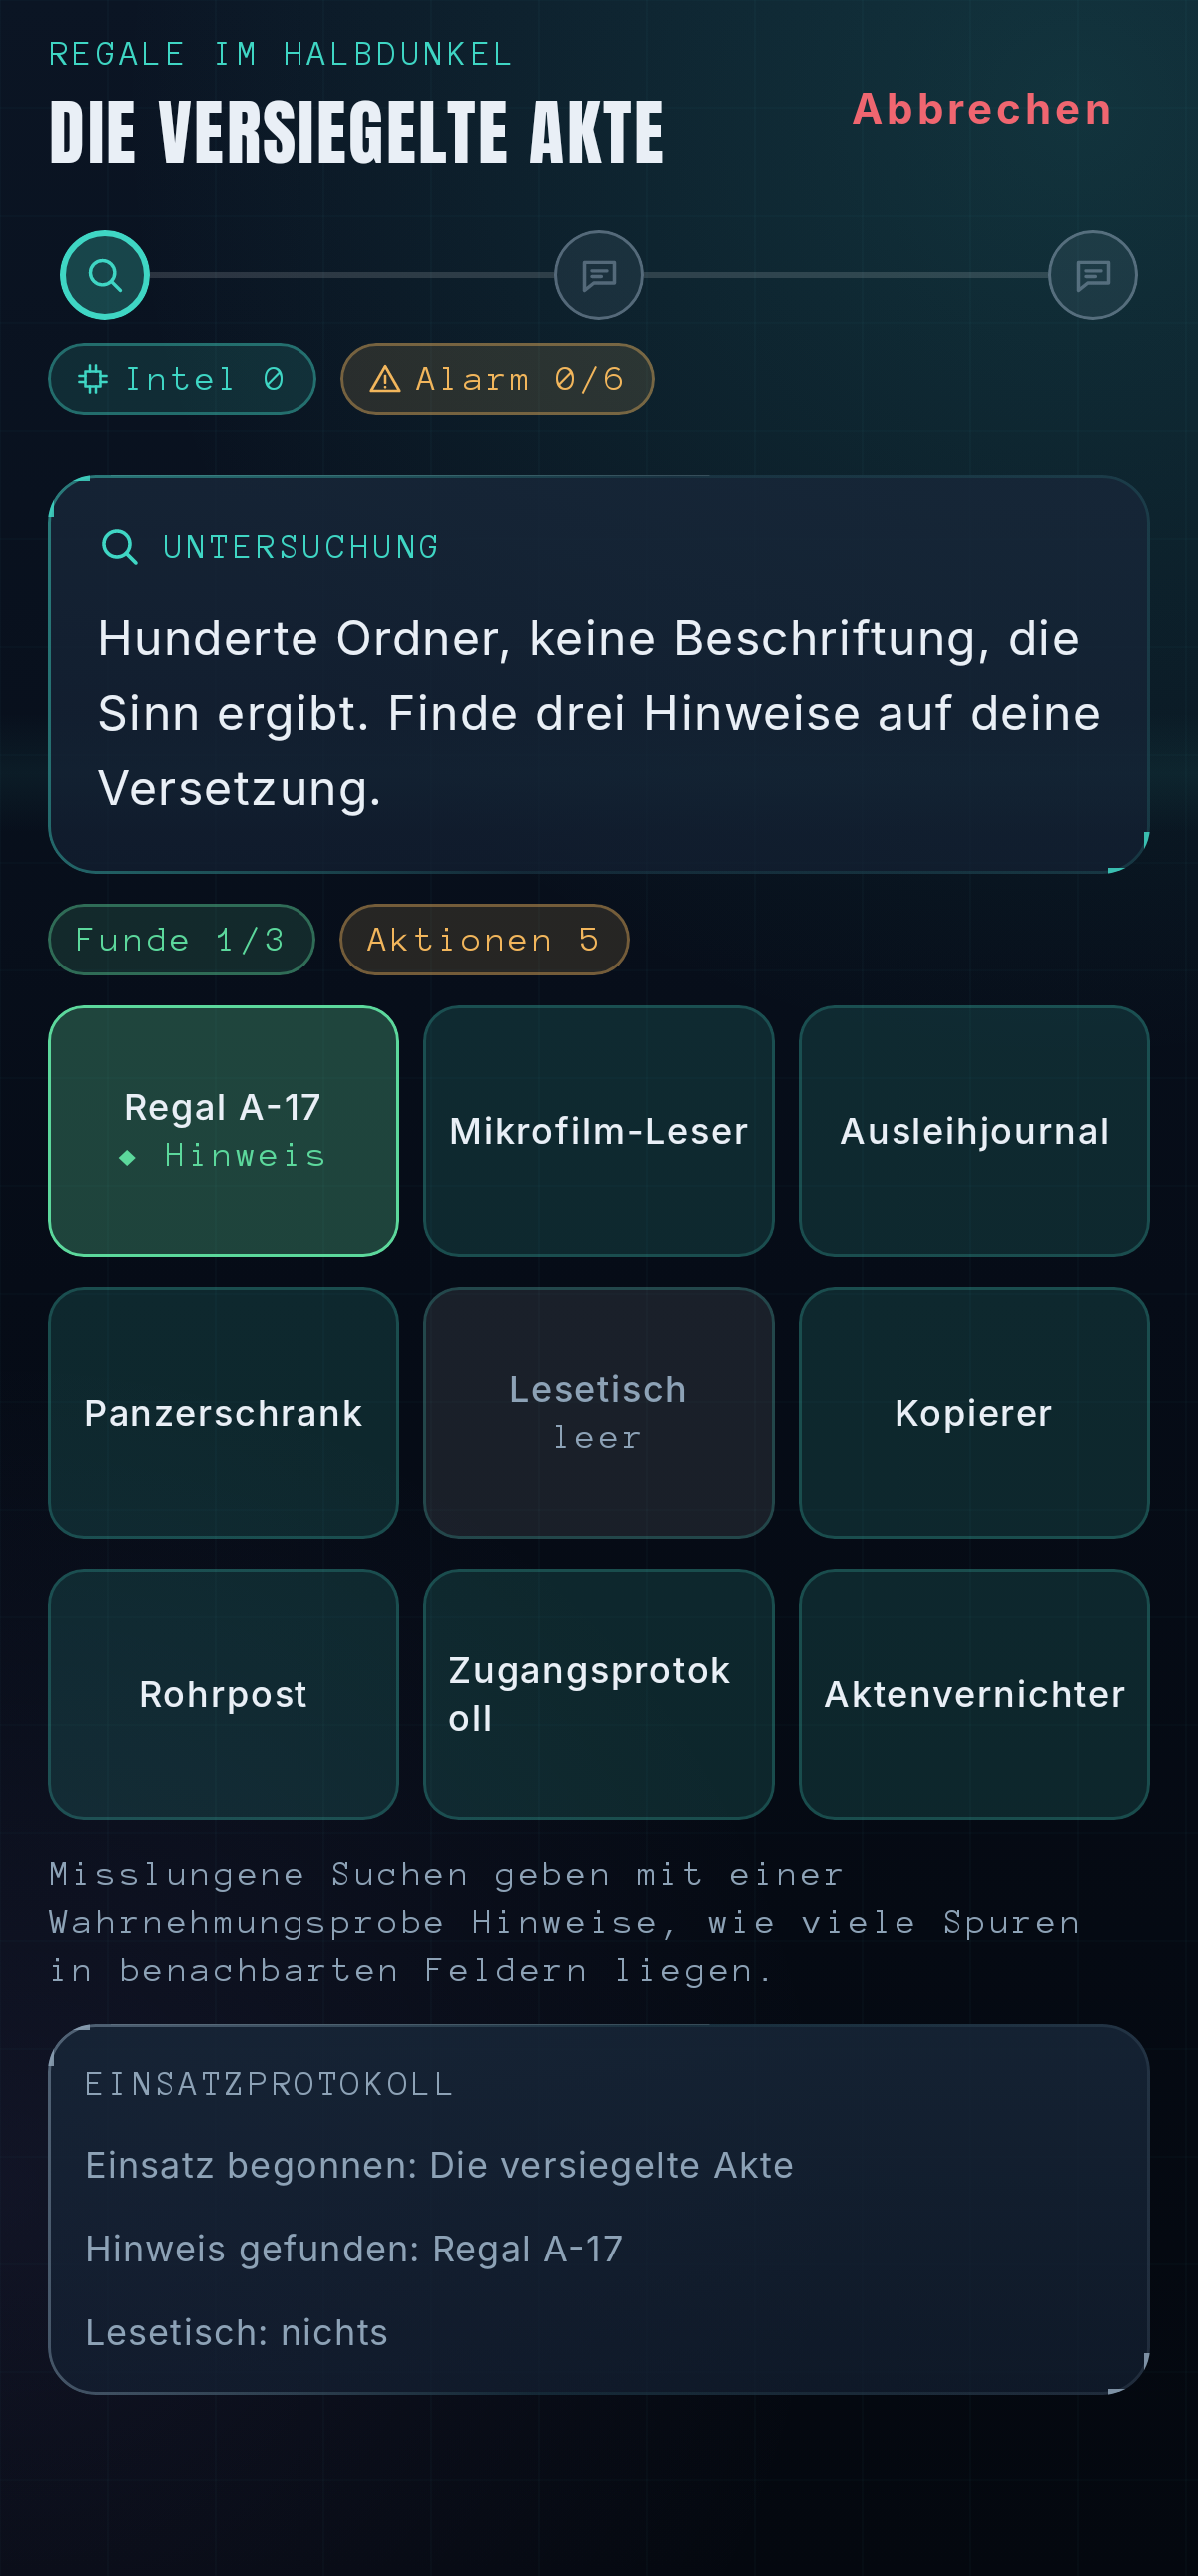 REGALE IM HALBDUNKEL
DIE VERSIEGELTE AKTE
Abbrechen
Intel 0
Alarm 0/6
UNTERSUCHUNG
Hunderte Ordner, keine Beschriftung, die
Sinn ergibt. Finde drei Hinweise auf deine
Versetzung.
Funde 1/3
Aktionen 5
Regal A-17
◆ Hinweis
Mikrofilm-Leser
Ausleihjournal
Panzerschrank
Lesetisch
leer
Kopierer
Rohrpost
Zugangsprotok
oll
Aktenvernichter
Misslungene Suchen geben mit einer
Wahrnehmungsprobe Hinweise, wie viele Spuren
in benachbarten Feldern liegen.
EINSATZPROTOKOLL
Einsatz begonnen: Die versiegelte Akte
Hinweis gefunden: Regal A-17
Lesetisch: nichts